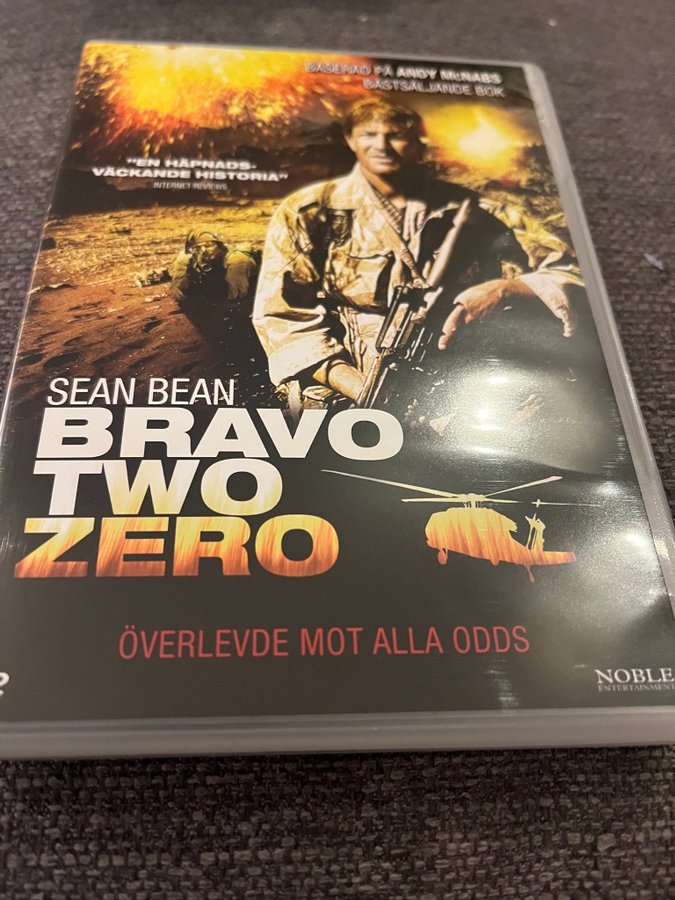 BASERAD PÅ ANDY McNABS
BÄSTSÄLJANDE BOK
"EN HÄPNADS-
VÄCKANDE HISTORIA"
INTERNET REVIEWS
SEAN BEAN
BRAVO
TWO
ZERO
ÖVERLEVDE MOT ALLA ODDS
NOBLE
ENTERTAINMENT